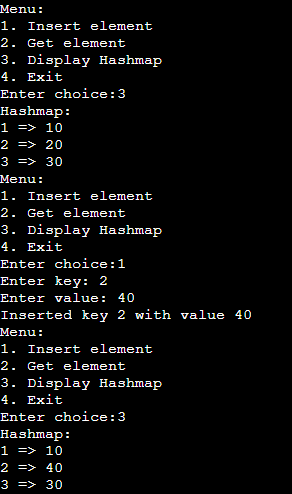 Menu:
1. Insert element
2. Get element
3. Display Hashmap
4. Exit
Enter choice:3
Hashmap:
1 => 10
2 => 20
3 => 30
Menu:
1. Insert element
2. Get element
3. Display Hashmap
4. Exit
Enter choice:1
Enter key: 2
Enter value: 40
Inserted key 2 with value 40
Menu:
1. Insert element
2. Get element
3. Display Hashmap
4. Exit
Enter choice:3
Hashmap:
1 => 10
2 => 40
3 => 30